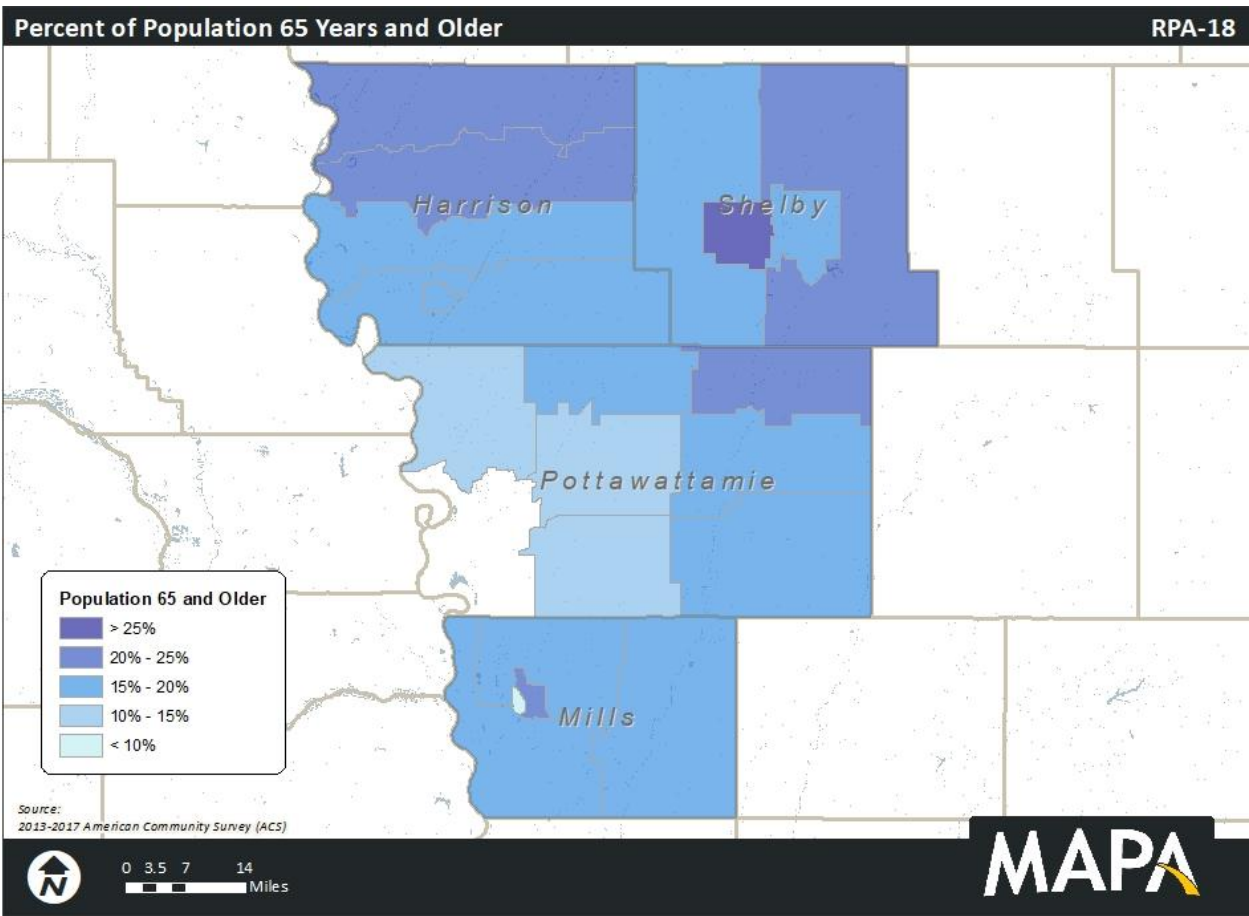 Percent of Population 65 Years and Older RPA-18
Harrison
Shelby
Pottawattamie
Mills
Population 65 and Older
> 25%
20% - 25%
15% - 20%
10% - 15%
< 10%
Source:
2013-2017 American Community Survey (ACS)
N
0 3.5 7 14
Miles
MAPA